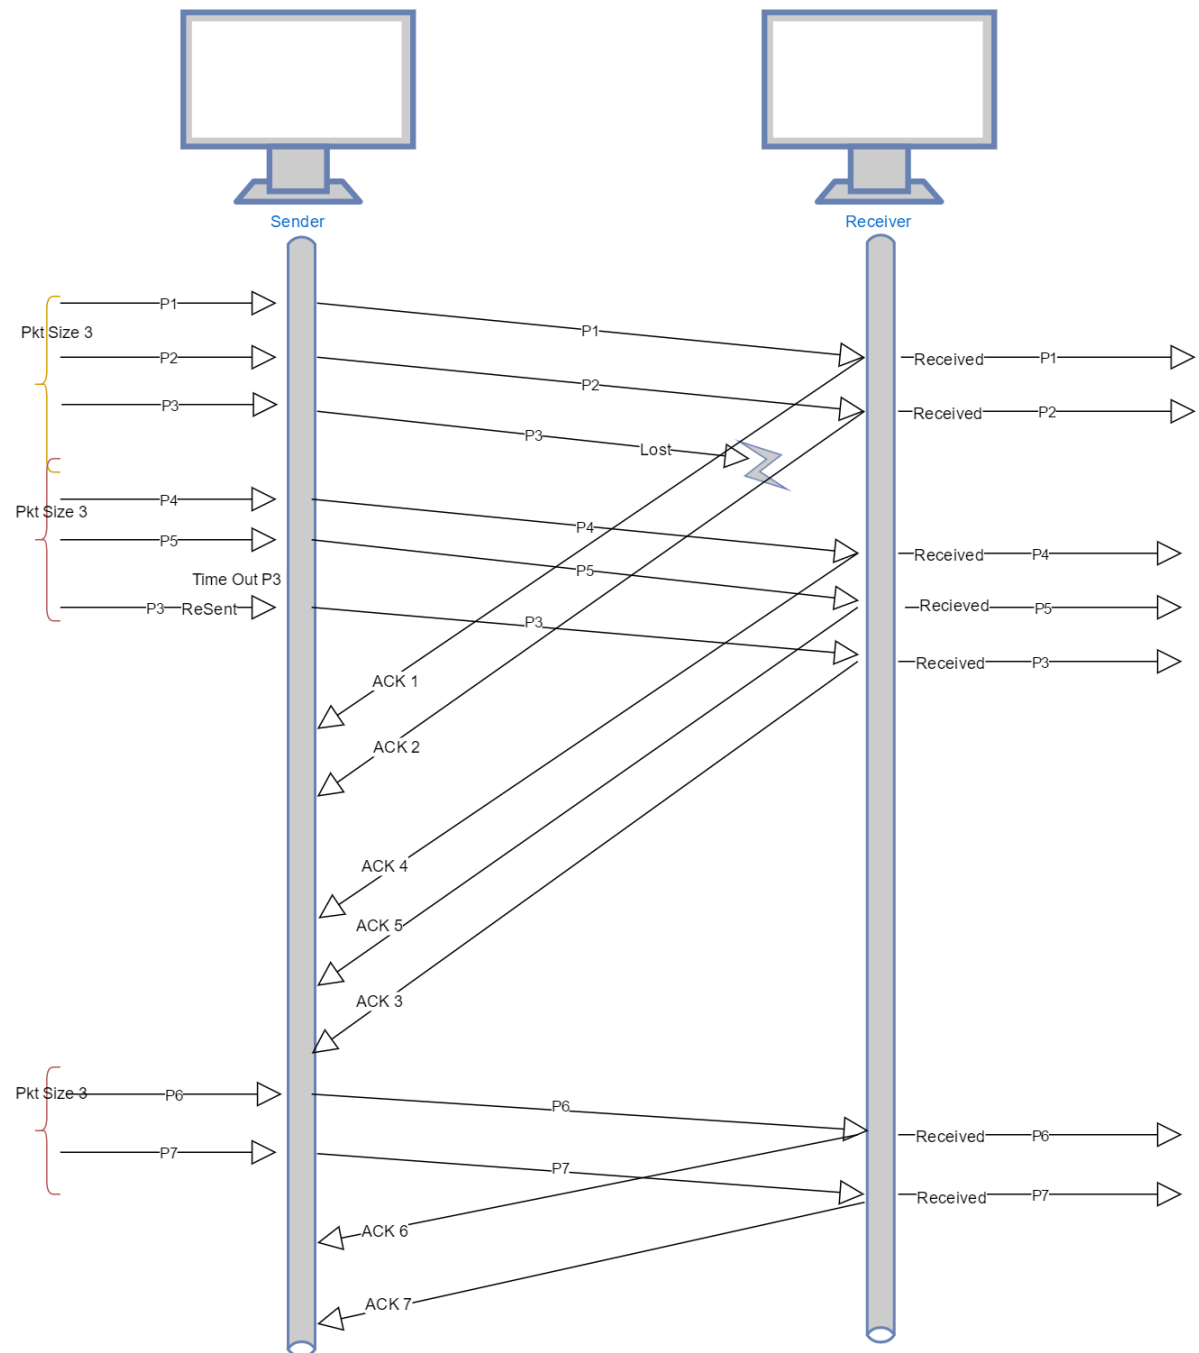 Sender
Receiver
P1
Pkt Size 3
P1
P2
Received P1
P2
P3
Received P2
P3
Lost
P4
Pkt Size 3
P4
P5
Received P4
P5
Time Out P3
P3 ReSent
Recieved P5
P3
Received P3
ACK 1
ACK 2
ACK 4
ACK 5
ACK 3
Pkt Size 3
P6
P6
Received P6
P7
P7
Received P7
ACK 6
ACK 7